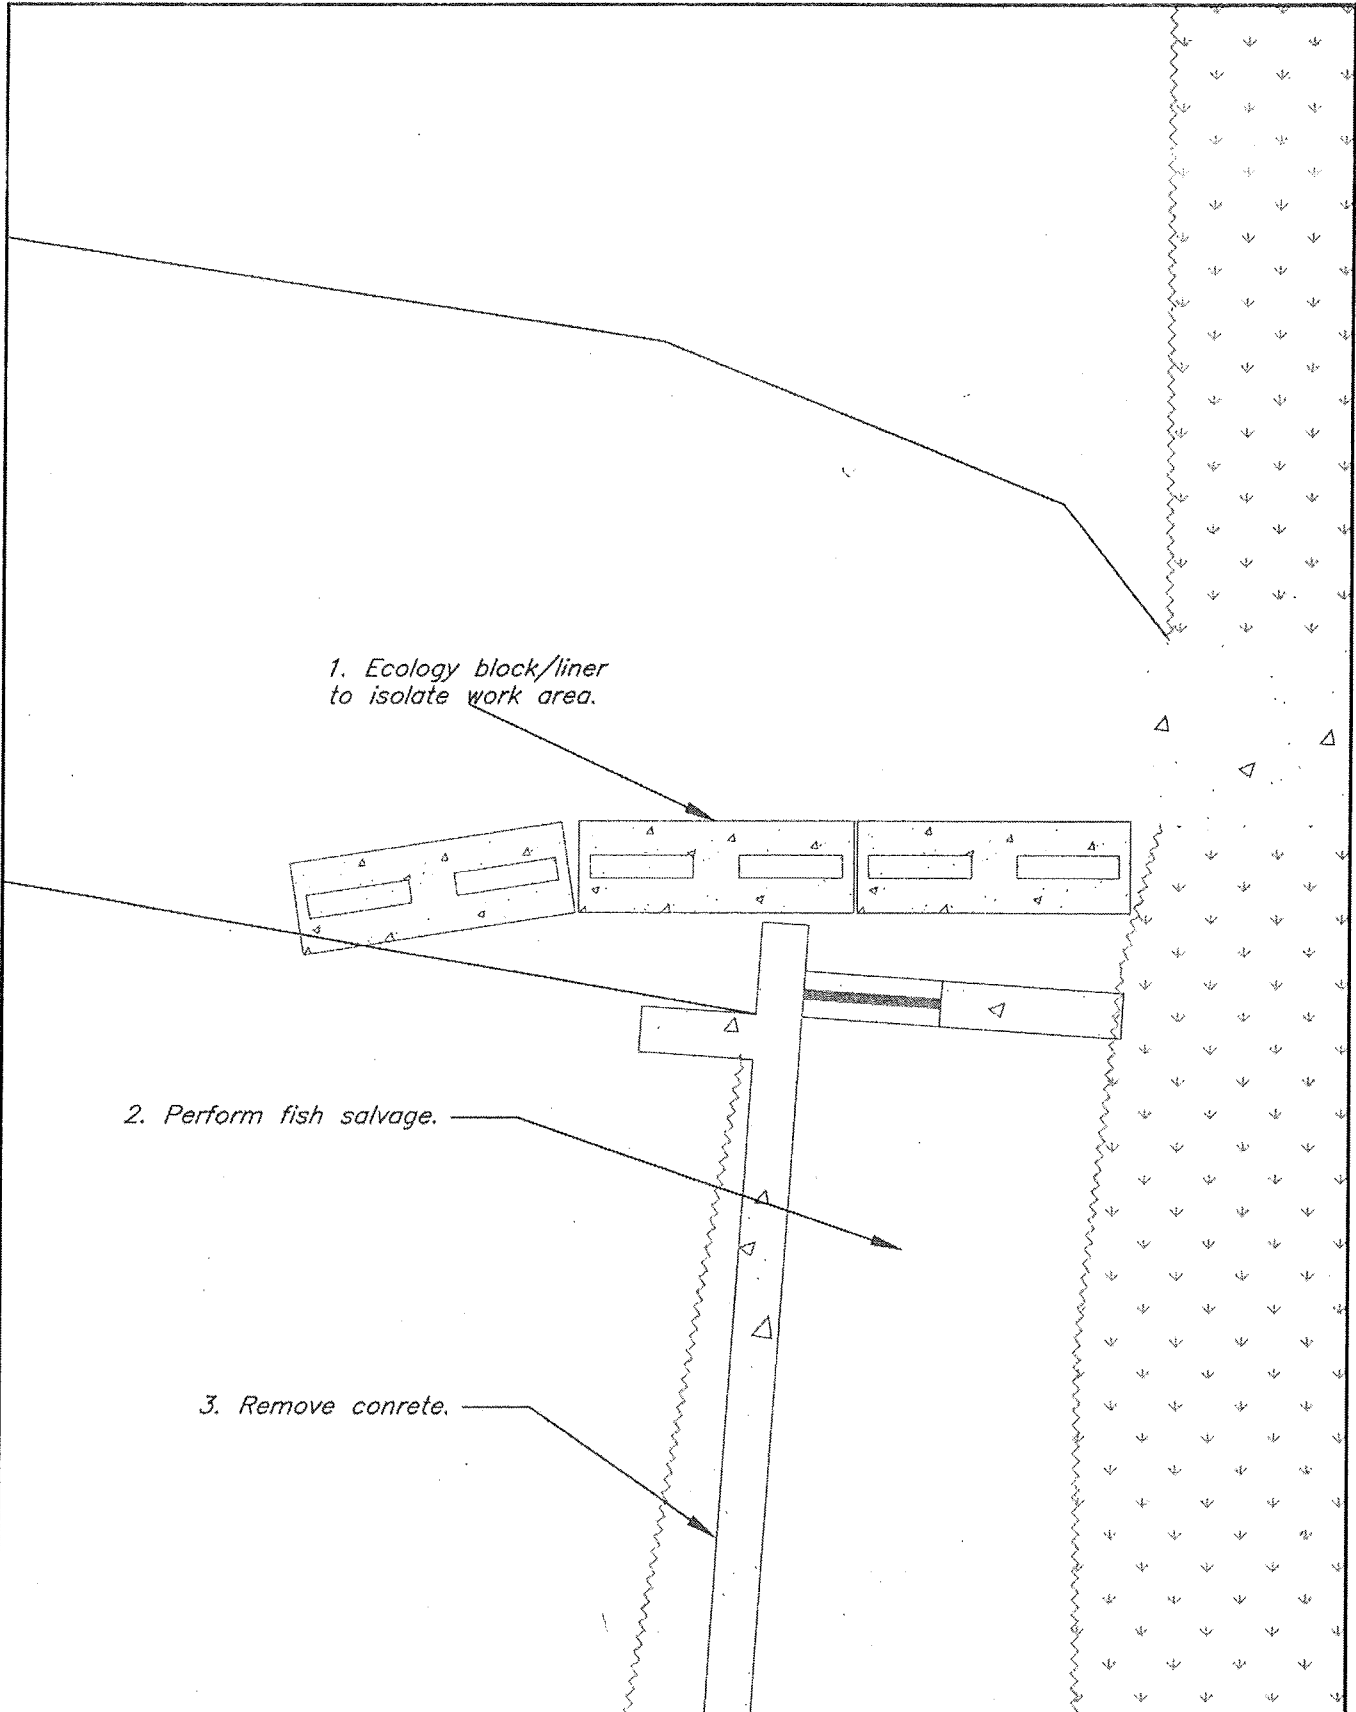 1. Ecology block/liner
to isolate work area.
2. Perform fish salvage.
3. Remove conrete.